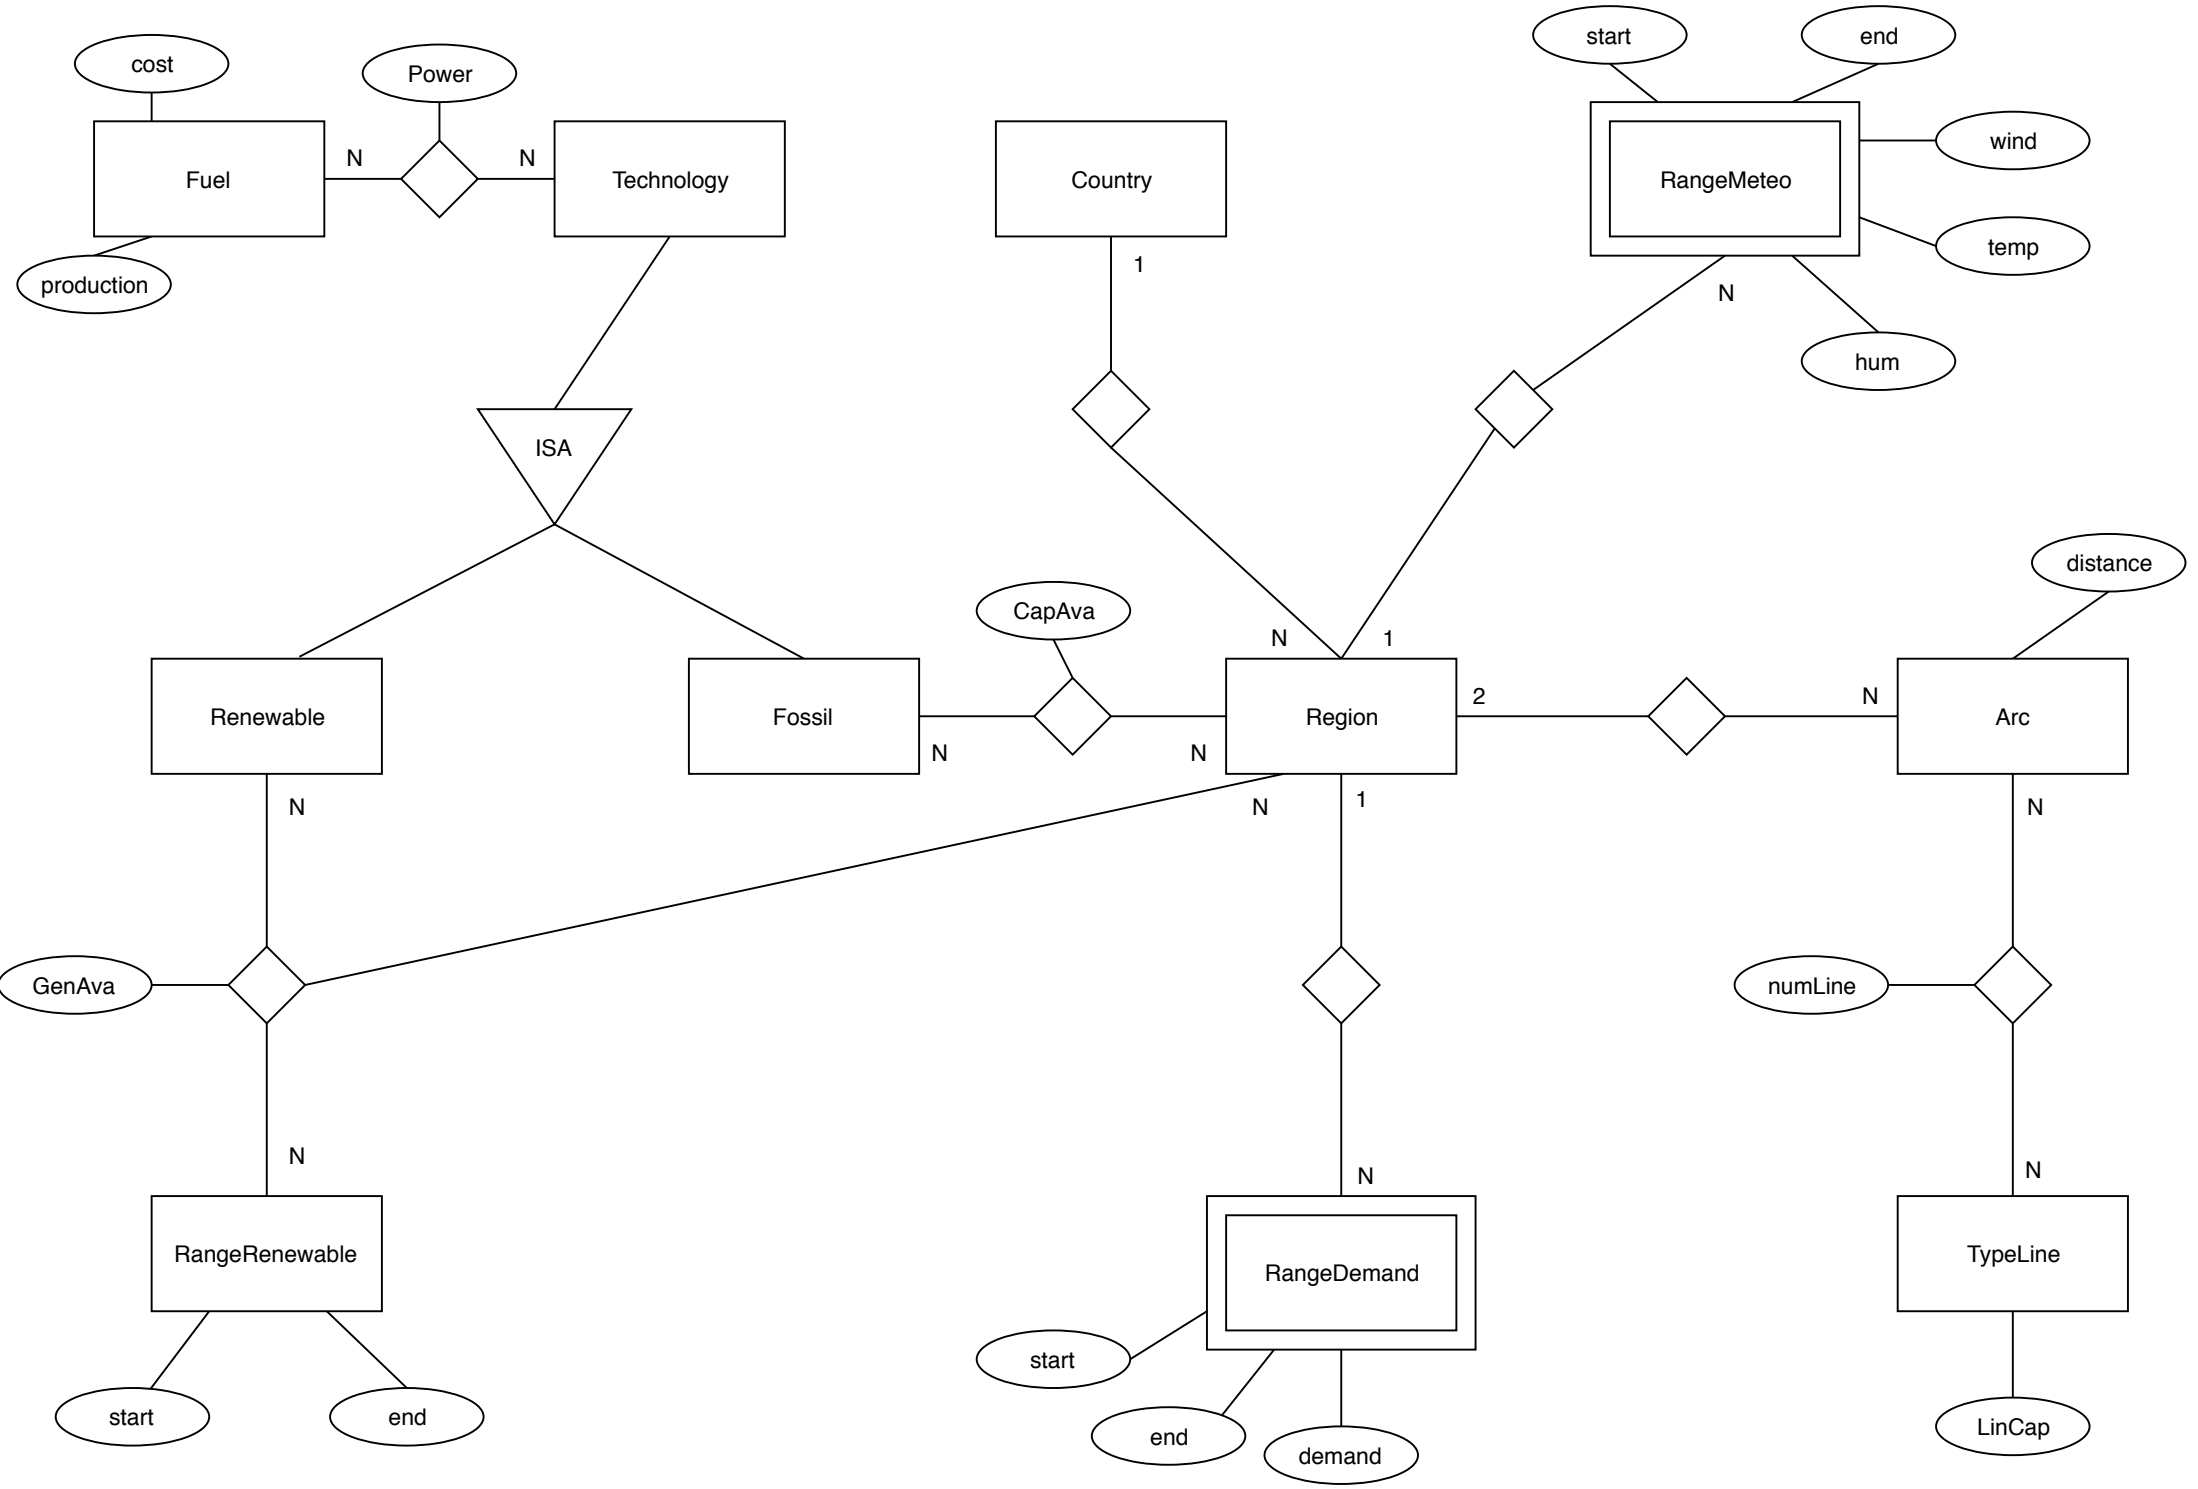 start
end
cost
Power
wind
N
N
Fuel
Technology
Country
RangeMeteo
temp
1
production
N
hum
ISA
distance
CapAva
N
1
2
N
Renewable
Fossil
Region
Arc
N
N
N
N
1
N
GenAva
numLine
N
N
N
RangeRenewable
TypeLine
RangeDemand
start
start
end
LinCap
end
demand